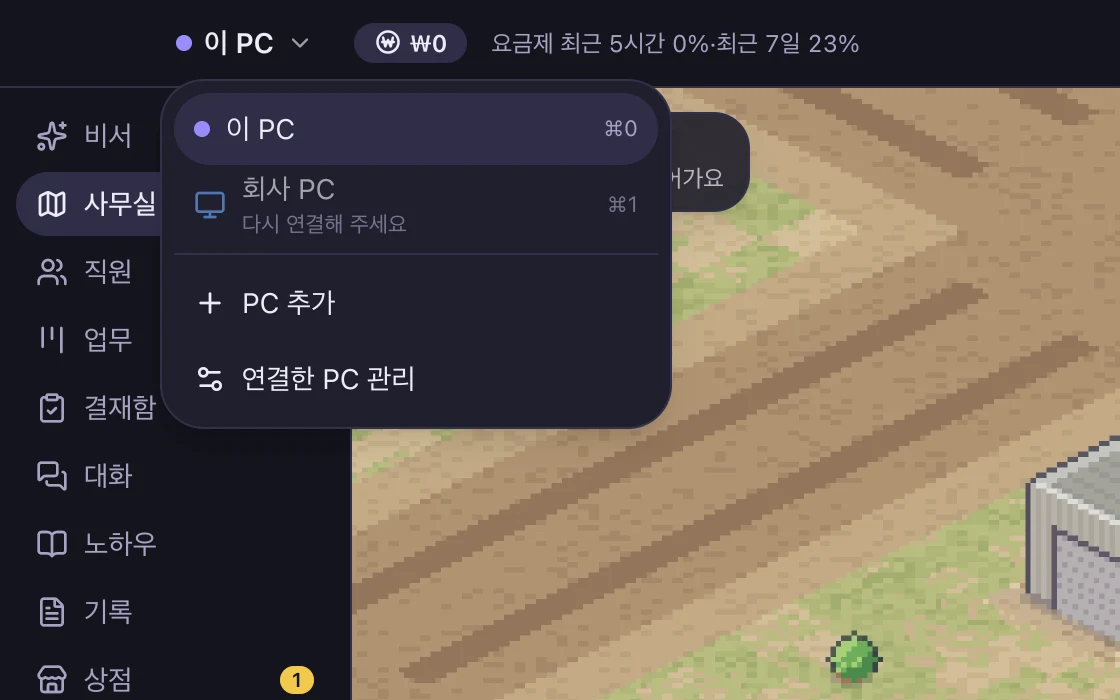 이 PC
₩0
요금제 최근 5시간 0%·최근 7일 23%
이 PC ⌘0
회사 PC
다시 연결해 주세요 ⌘1
PC 추가
연결한 PC 관리
비서
사무실
직원
업무
결재함
대화
노하우
기록
상점 1